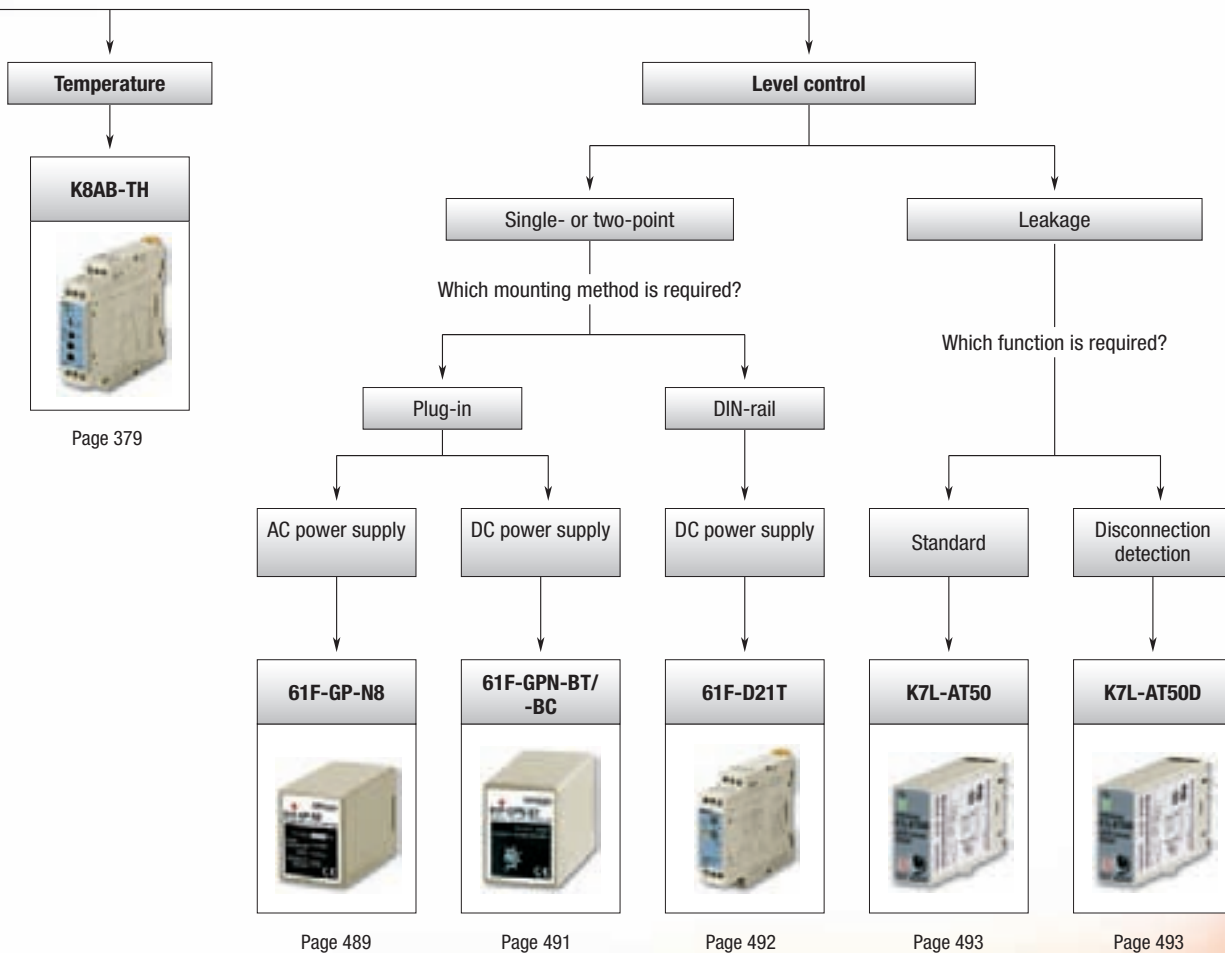 Temperature
Level control
K8AB-TH
Single- or two-point
Leakage
Which mounting method is required?
Which function is required?
Plug-in
DIN-rail
Page 379
AC power supply
DC power supply
DC power supply
Standard
Disconnection
detection
61F-GP-N8
61F-GPN-BT/
-BC
61F-D21T
K7L-AT50
K7L-AT50D
Page 489
Page 491
Page 492
Page 493
Page 493